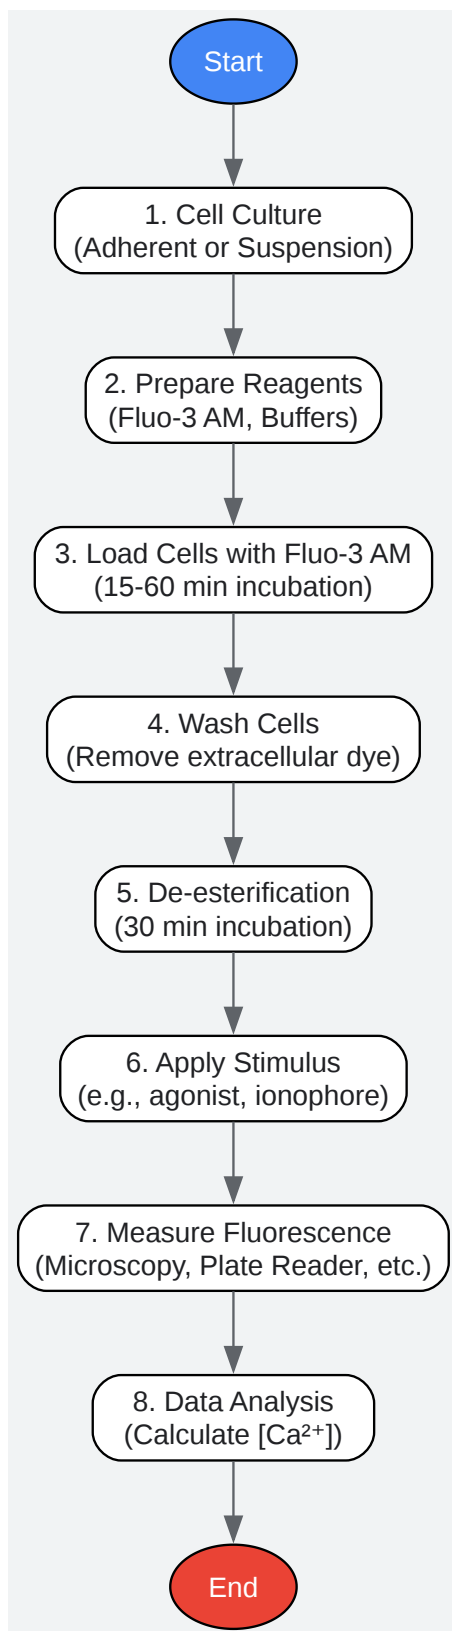 Start
1. Cell Culture
(Adherent or Suspension)
2. Prepare Reagents
(Fluo-3 AM, Buffers)
3. Load Cells with Fluo-3 AM
(15-60 min incubation)
4. Wash Cells
(Remove extracellular dye)
5. De-esterification
(30 min incubation)
6. Apply Stimulus
(e.g., agonist, ionophore)
7. Measure Fluorescence
(Microscopy, Plate Reader, etc.)
8. Data Analysis
(Calculate [Ca²⁺])
End